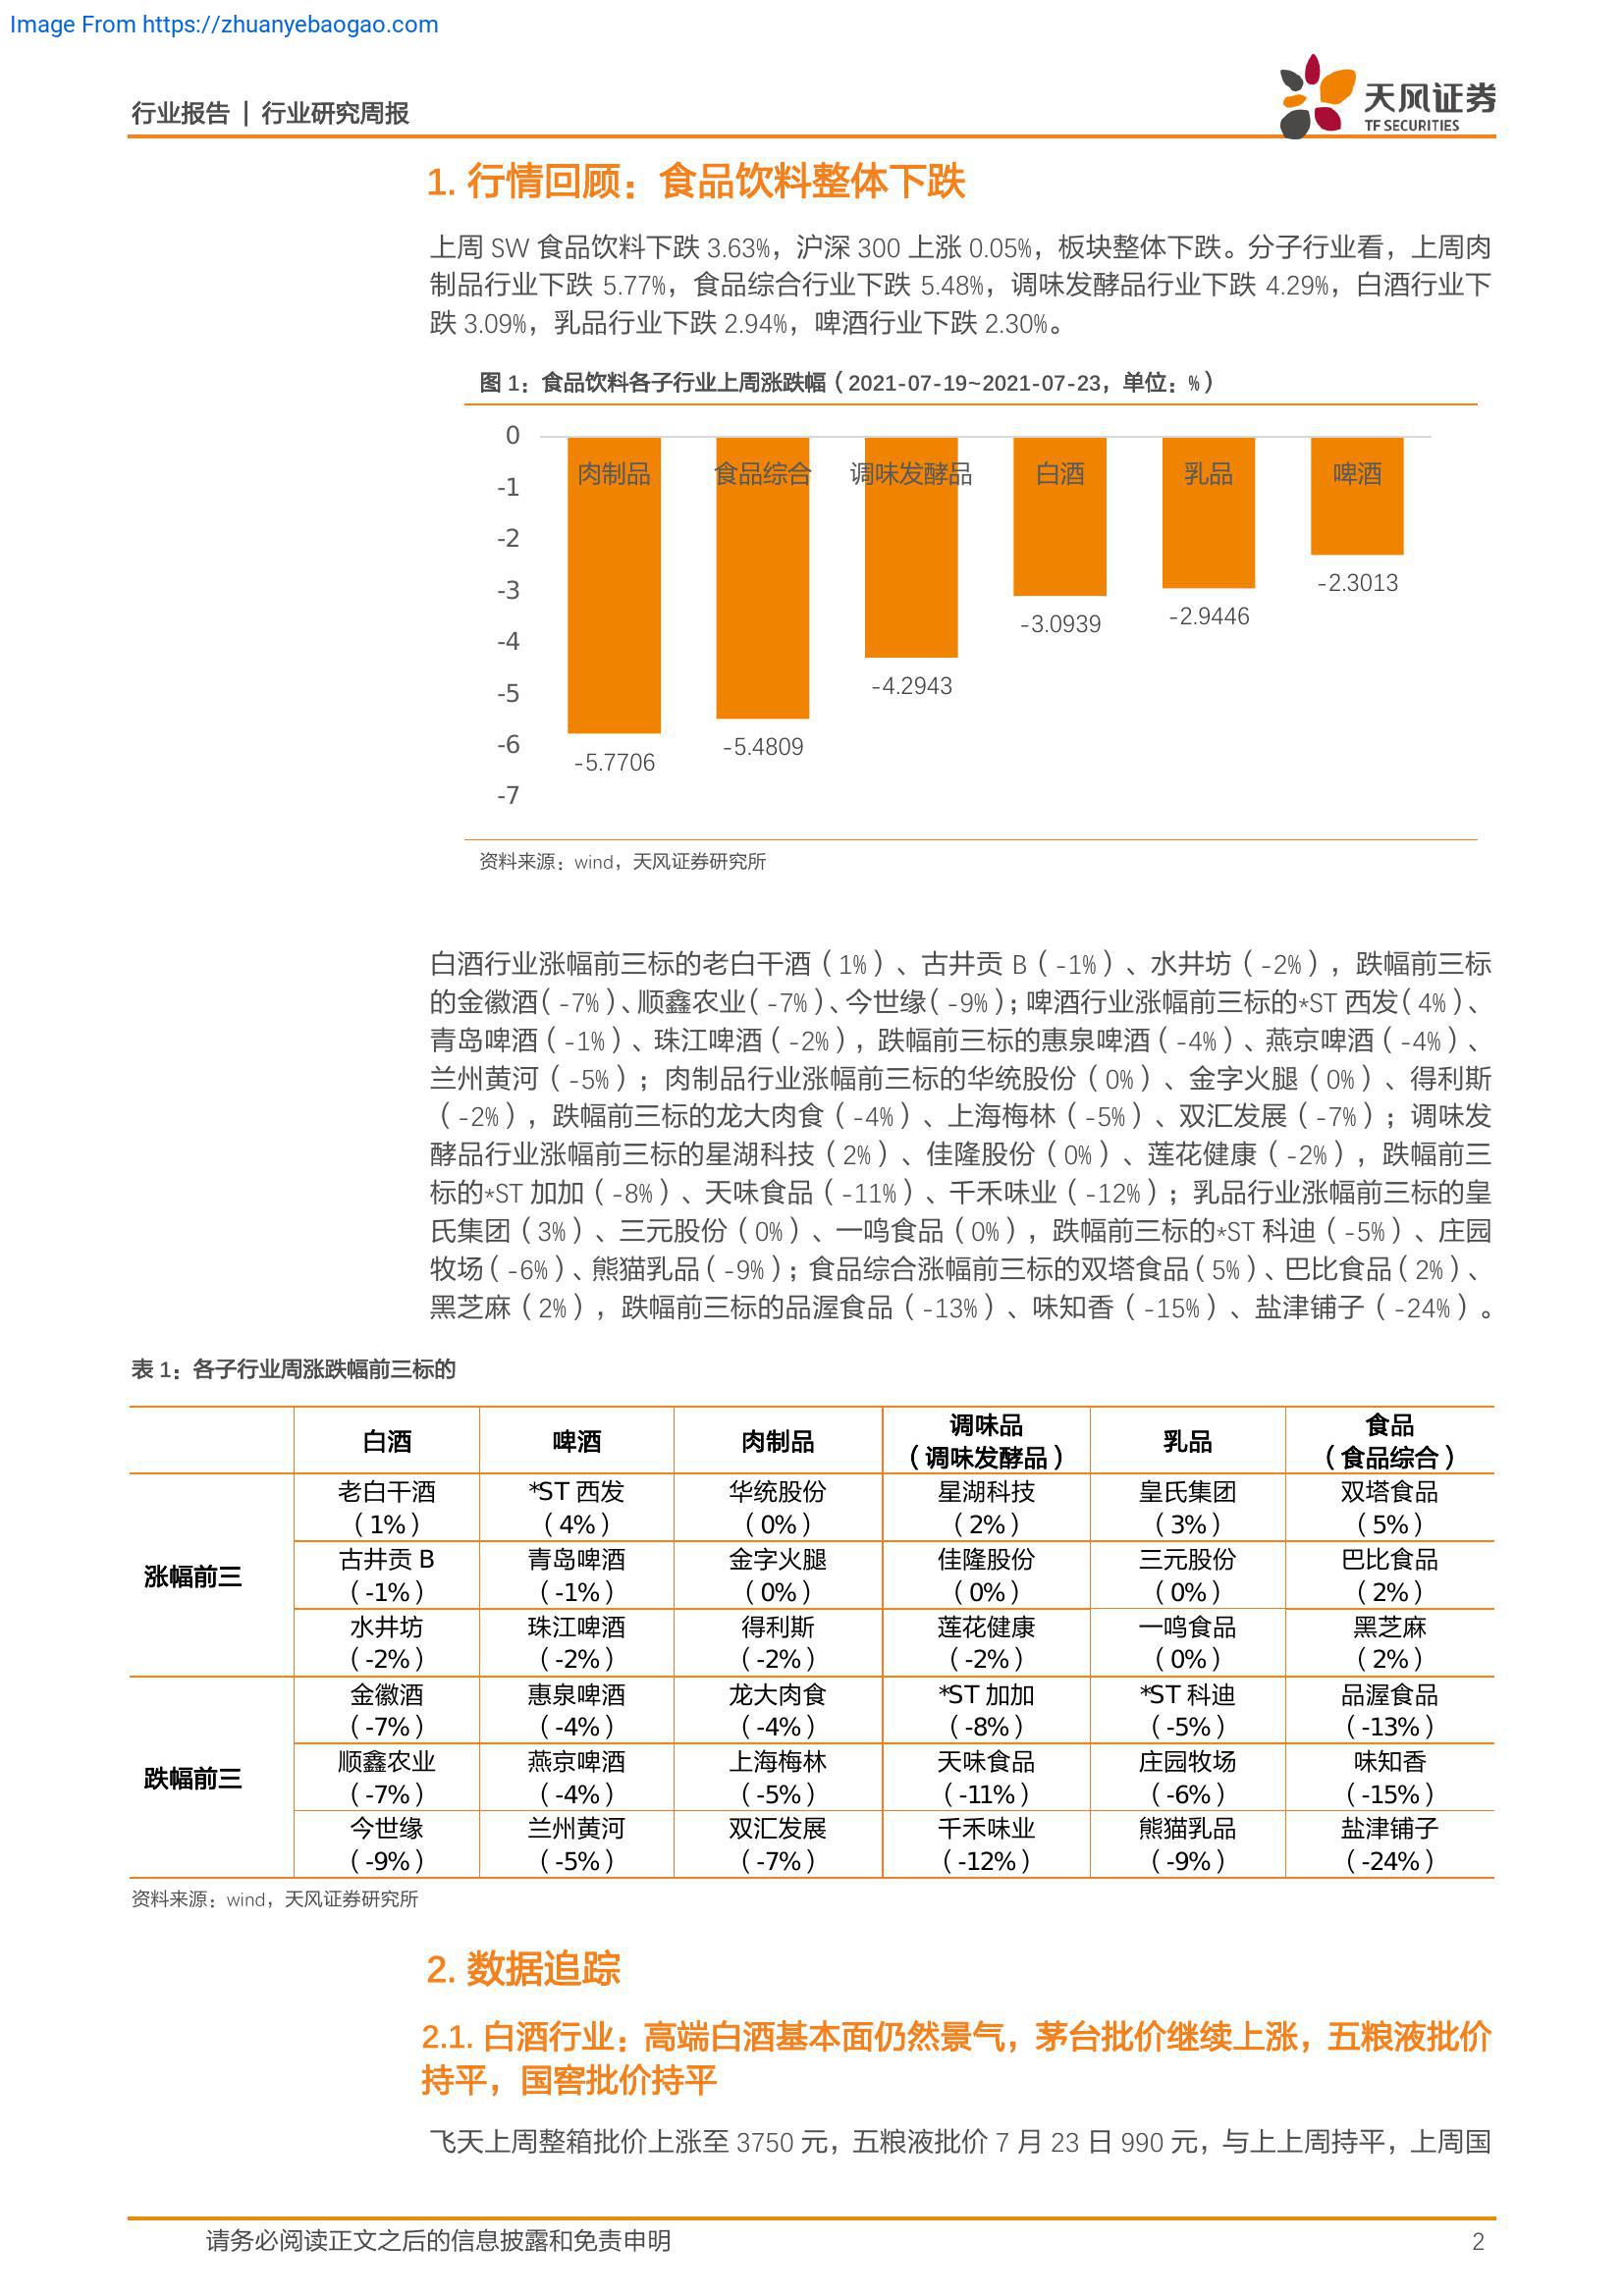 Image From https://zhuanyebaogao.com
行业报告 | 行业研究周报
天风证券
TF SECURITIES
1. 行情回顾：食品饮料整体下跌
上周 SW 食品饮料下跌 3.63%，沪深 300 上涨 0.05%，板块整体下跌。分子行业看，上周肉
制品行业下跌 5.77%，食品综合行业下跌 5.48%，调味发酵品行业下跌 4.29%，白酒行业下
跌 3.09%，乳品行业下跌 2.94%，啤酒行业下跌 2.30%。
图 1：食品饮料各子行业上周涨跌幅（2021-07-19~2021-07-23，单位：%）
0
-1
-2
-3
-4
-5
-6
-7
肉制品 食品综合 调味发酵品 白酒 乳品 啤酒
-5.7706
-5.4809
-4.2943
-3.0939
-2.9446
-2.3013
资料来源：wind，天风证券研究所
白酒行业涨幅前三标的老白干酒（1%）、古井贡 B（-1%）、水井坊（-2%），跌幅前三标
的金徽酒（-7%）、顺鑫农业（-7%）、今世缘（-9%）；啤酒行业涨幅前三标的*ST 西发（4%）、
青岛啤酒（-1%）、珠江啤酒（-2%），跌幅前三标的惠泉啤酒（-4%）、燕京啤酒（-4%）、
兰州黄河（-5%）；肉制品行业涨幅前三标的华统股份（0%）、金字火腿（0%）、得利斯
（-2%），跌幅前三标的龙大肉食（-4%）、上海梅林（-5%）、双汇发展（-7%）；调味发
酵品行业涨幅前三标的星湖科技（2%）、佳隆股份（0%）、莲花健康（-2%），跌幅前三
标的*ST 加加（-8%）、天味食品（-11%）、千禾味业（-12%）；乳品行业涨幅前三标的皇
氏集团（3%）、三元股份（0%）、一鸣食品（0%），跌幅前三标的*ST 科迪（-5%）、庄园
牧场（-6%）、熊猫乳品（-9%）；食品综合涨幅前三标的双塔食品（5%）、巴比食品（2%）、
黑芝麻（2%），跌幅前三标的品渥食品（-13%）、味知香（-15%）、盐津铺子（-24%）。
表 1：各子行业周涨跌幅前三标的
白酒 啤酒 肉制品 调味品 乳品 食品
（调味发酵品） （食品综合）
老白干酒 *ST 西发 华统股份 星湖科技 皇氏集团 双塔食品
（1%） （4%） （0%） （2%） （3%） （5%）
涨幅前三
古井贡 B 青岛啤酒 金字火腿 佳隆股份 三元股份 巴比食品
（-1%） （-1%） （0%） （0%） （0%） （2%）
水井坊 珠江啤酒 得利斯 莲花健康 一鸣食品 黑芝麻
（-2%） （-2%） （-2%） （-2%） （0%） （2%）
金徽酒 惠泉啤酒 龙大肉食 *ST 加加 *ST 科迪 品渥食品
（-7%） （-4%） （-4%） （-8%） （-5%） （-13%）
跌幅前三
顺鑫农业 燕京啤酒 上海梅林 天味食品 庄园牧场 味知香
（-7%） （-4%） （-5%） （-11%） （-6%） （-15%）
今世缘 兰州黄河 双汇发展 千禾味业 熊猫乳品 盐津铺子
（-9%） （-5%） （-7%） （-12%） （-9%） （-24%）
资料来源：wind，天风证券研究所
2. 数据追踪
2.1. 白酒行业：高端白酒基本面仍然景气，茅台批价继续上涨，五粮液批价
持平，国窖批价持平
飞天上周整箱批价上涨至 3750 元，五粮液批价 7 月 23 日 990 元，与上上周持平，上周国
请务必阅读正文之后的信息披露和免责申明
2